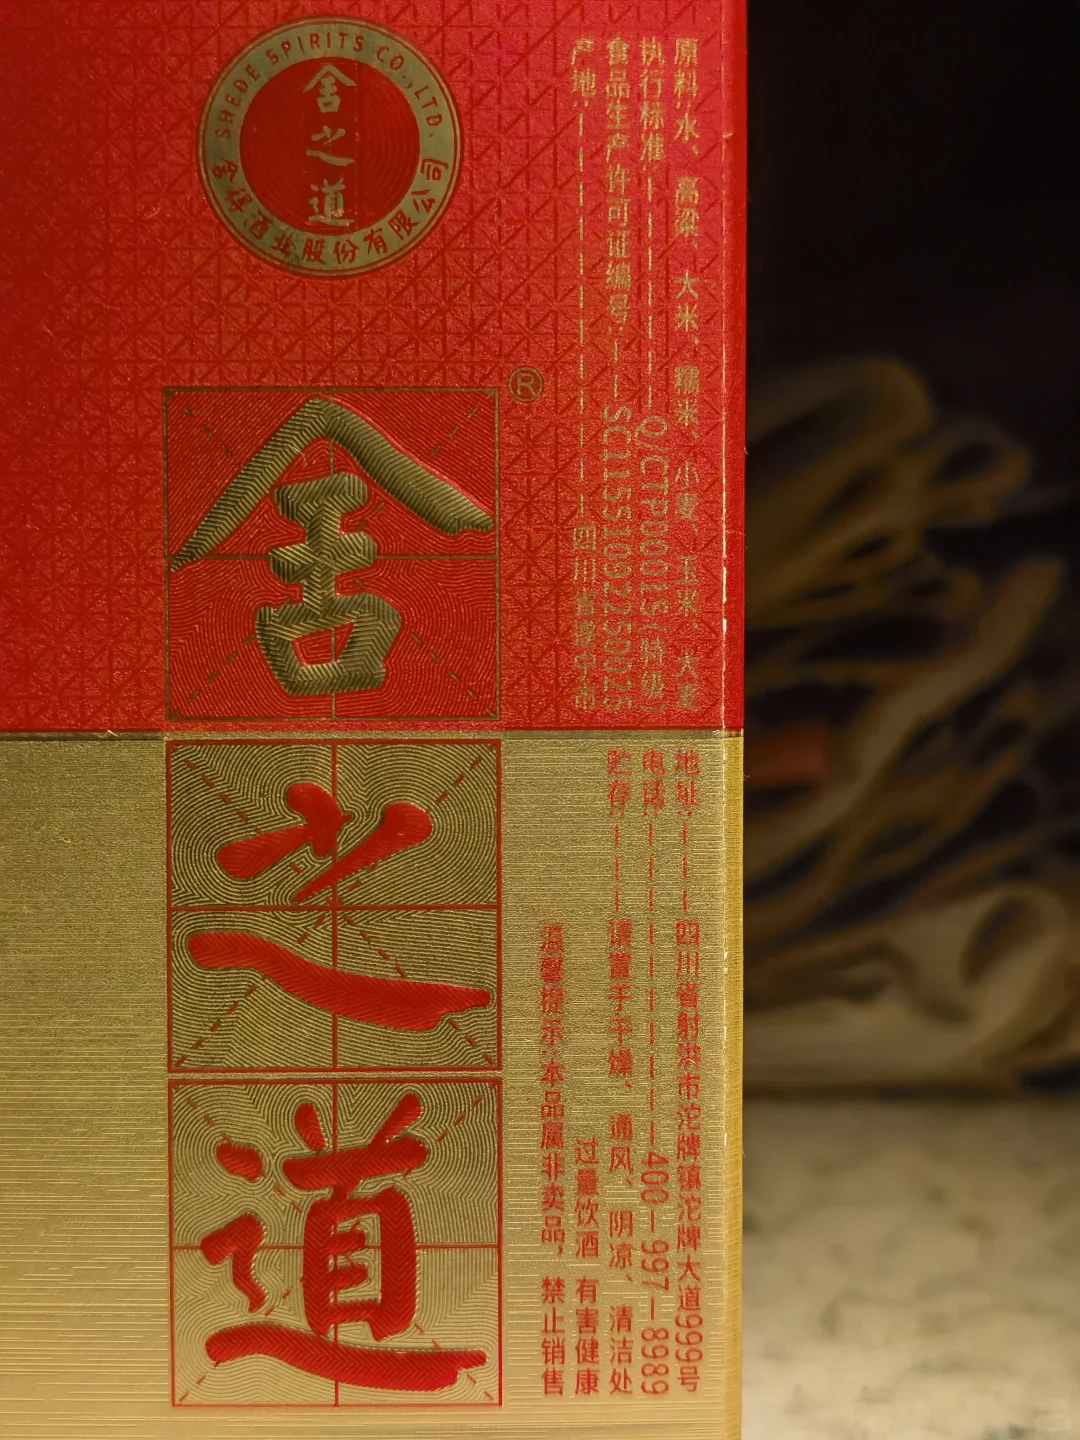 SHEDE SPIRITS CO.,LTD.
舍得酒业股份有限公司
舍之道
舍之道
®
原料:水、高粱、大米、糯米、小麦、玉米、大麦
执行标准:Q/CTP0001S(特级)
食品生产许可证编号:SC11551092250025
产地:四川省遂宁市
地址:四川省射洪市沱牌镇沱牌大道999号
电话:400-997-8989
贮存:请置于干燥、通风、阴凉、清洁处
过量饮酒 有害健康
温馨提示:本品属非卖品,禁止销售